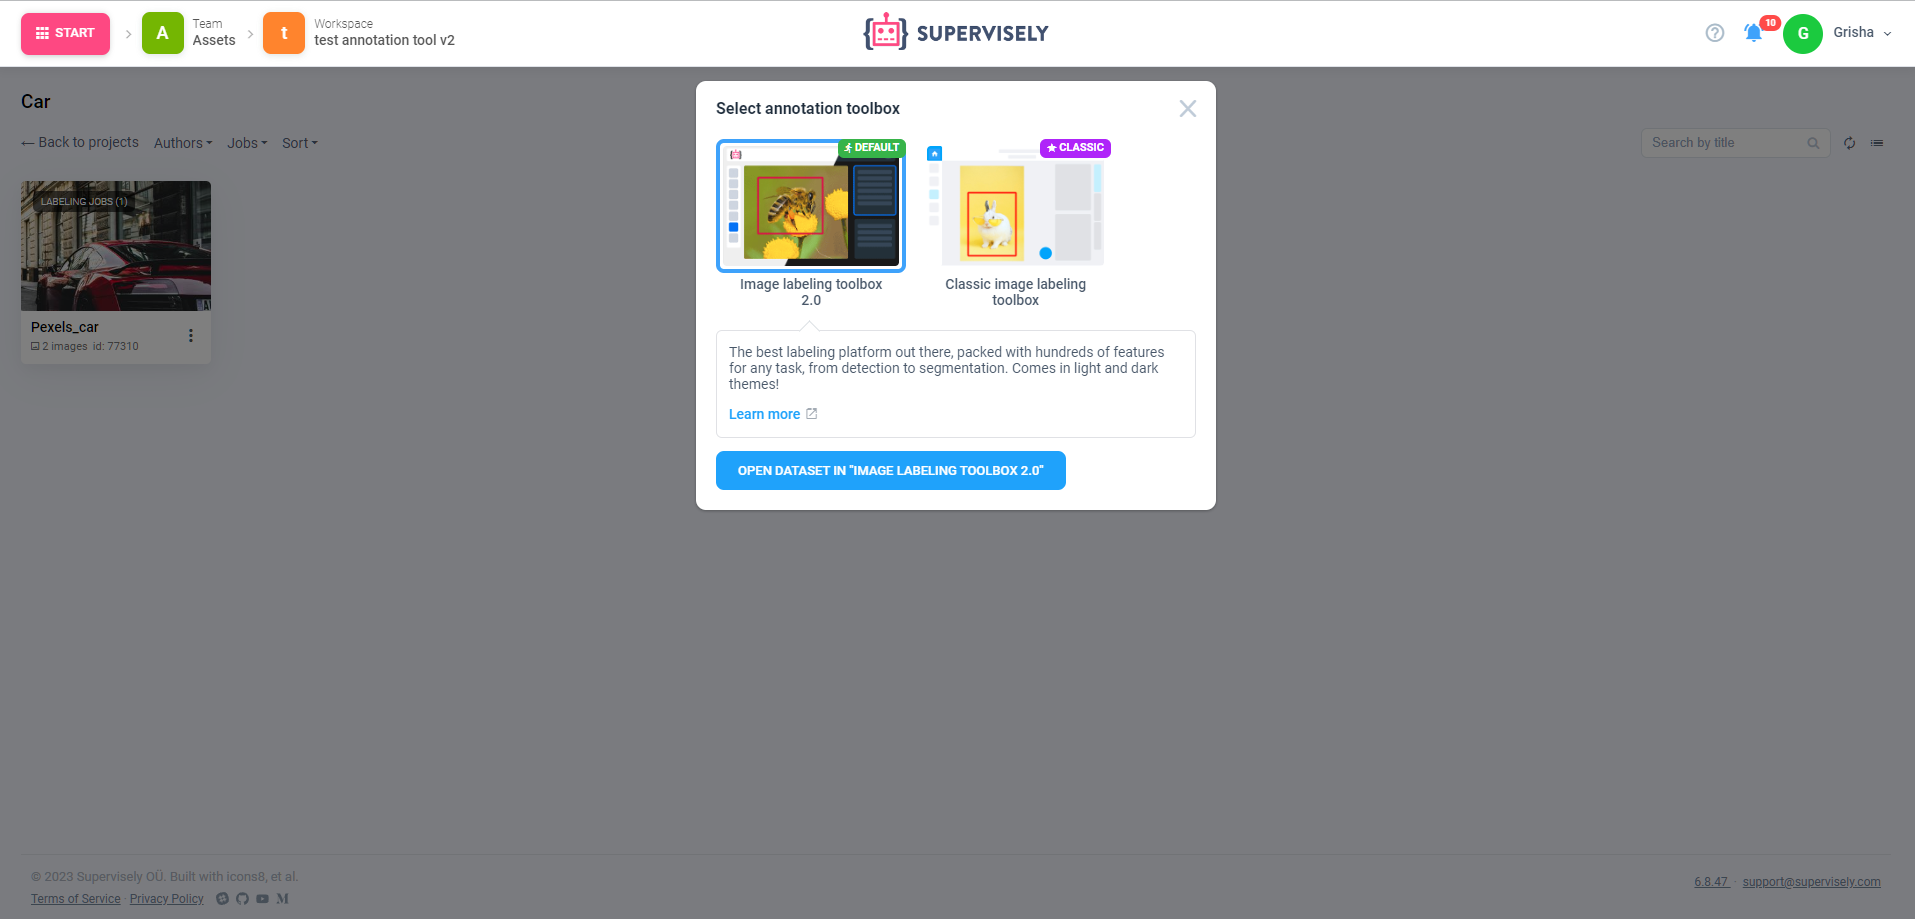 START
A
Team
Assets
t
Workspace
test annotation tool v2
SUPERVISELY
10
G
Grisha
Car
← Back to projects
Authors
Jobs
Sort
Search by title
LABELING JOBS (1)
Pexels_car
2 images id: 77310
Select annotation toolbox
DEFAULT
CLASSIC
Image labeling toolbox
2.0
Classic image labeling
toolbox
The best labeling platform out there, packed with hundreds of features
for any task, from detection to segmentation. Comes in light and dark
themes!
Learn more
OPEN DATASET IN "IMAGE LABELING TOOLBOX 2.0"
© 2023 Supervisely OÜ. Built with icons8, et al.
Terms of Service · Privacy Policy
6.8.47 · support@supervisely.com